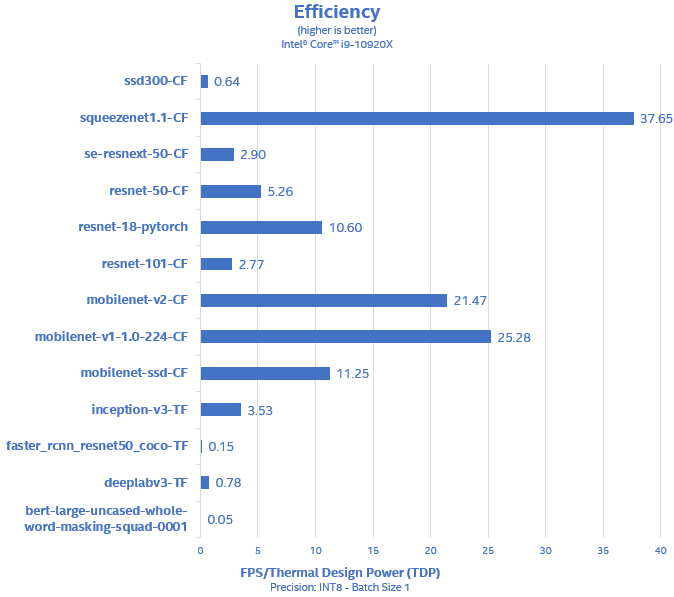 Efficiency
(higher is better)
Intel® Core™ i9-10920X
ssd300-CF 0.64
squeezenet1.1-CF 37.65
se-resnext-50-CF 2.90
resnet-50-CF 5.26
resnet-18-pytorch 10.60
resnet-101-CF 2.77
mobilenet-v2-CF 21.47
mobilenet-v1-1.0-224-CF 25.28
mobilenet-ssd-CF 11.25
inception-v3-TF 3.53
faster_rcnn_resnet50_coco-TF 0.15
deeplabv3-TF 0.78
bert-large-uncased-whole-
word-masking-squad-0001 0.05
0 5 10 15 20 25 30 35 40
FPS/Thermal Design Power (TDP)
Precision: INT8 - Batch Size 1